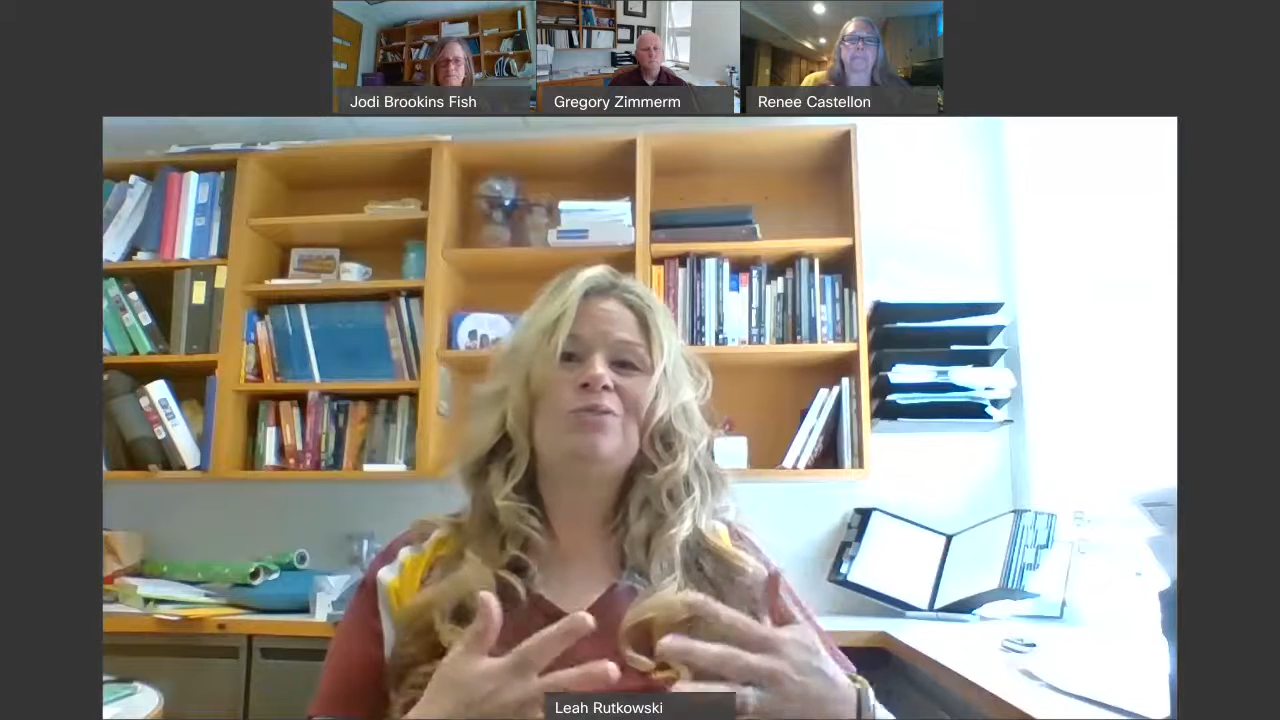 Jodi Brookins Fish
Gregory Zimmerm
Renee Castellon
Leah Rutkowski